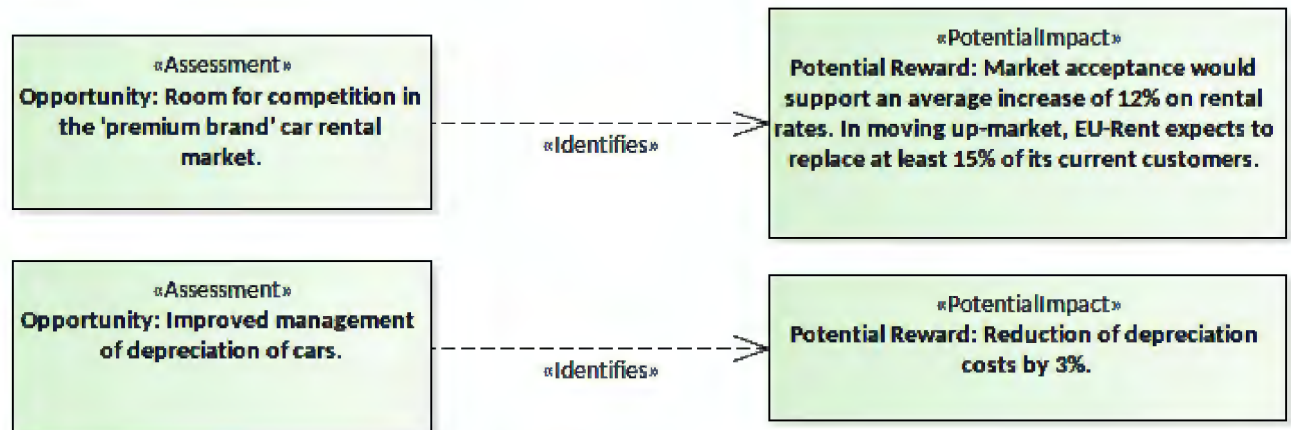 «Assessment»
Opportunity: Room for competition in
the 'premium brand' car rental
market.
«Identifies»
«PotentialImpact»
Potential Reward: Market acceptance would
support an average increase of 12% on rental
rates. In moving up-market, EU-Rent expects to
replace at least 15% of its current customers.
«Assessment»
Opportunity: Improved management
of depreciation of cars.
«Identifies»
«PotentialImpact»
Potential Reward: Reduction of depreciation
costs by 3%.